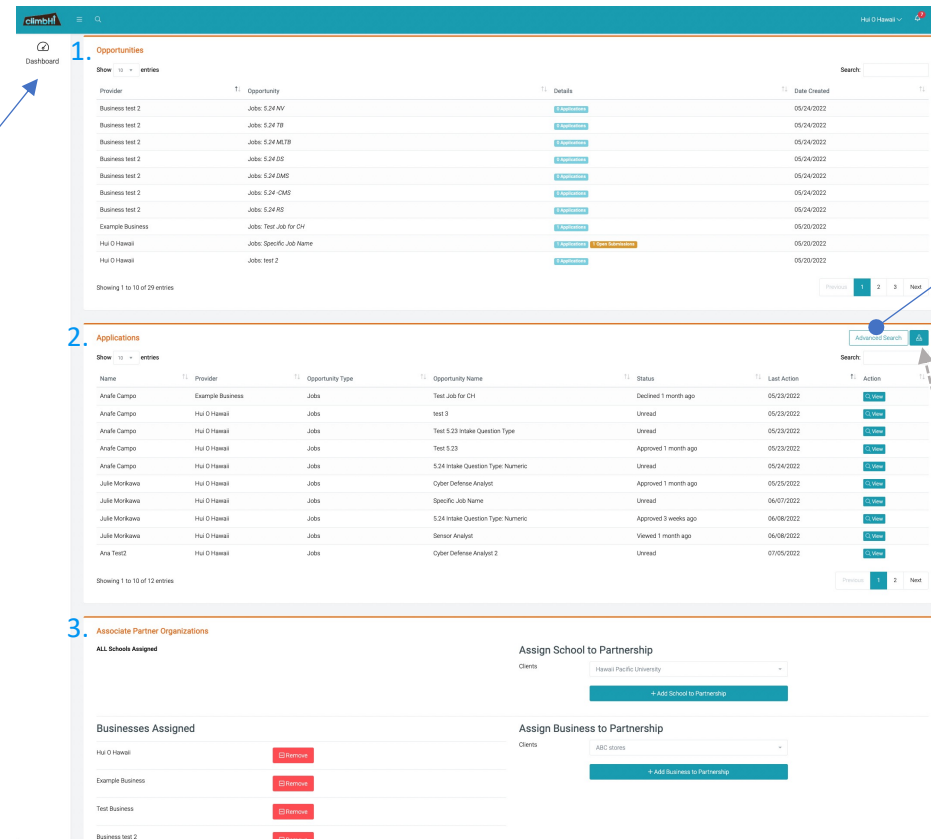 climbHI
Hui O Hawaii
Dashboard
1. Opportunities
Show 10 entries Search:
Provider Opportunity Details Date Created
Business test 2 Jobs: 5.24 NV 0 Applications 05/24/2022
Business test 2 Jobs: 5.24 TB 0 Applications 05/24/2022
Business test 2 Jobs: 5.24 MLTB 0 Applications 05/24/2022
Business test 2 Jobs: 5.24 DS 0 Applications 05/24/2022
Business test 2 Jobs: 5.24 DMS 0 Applications 05/24/2022
Business test 2 Jobs: 5.24 -CMS 0 Applications 05/24/2022
Business test 2 Jobs: 5.24 RS 0 Applications 05/24/2022
Example Business Jobs: Test Job for CH 1 Applications 05/20/2022
Hui O Hawaii Jobs: Specific Job Name 1 Applications 1 Open Submissions 05/20/2022
Hui O Hawaii Jobs: test 2 0 Applications 05/20/2022
Showing 1 to 10 of 29 entries Previous 1 2 3 Next
2. Applications Advanced Search
Show 10 entries Search:
Name Provider Opportunity Type Opportunity Name Status Last Action Action
Anafe Campo Example Business Jobs Test Job for CH Declined 1 month ago 05/23/2022 View
Anafe Campo Hui O Hawaii Jobs test 3 Unread 05/23/2022 View
Anafe Campo Hui O Hawaii Jobs Test 5.23 Intake Question Type Unread 05/23/2022 View
Anafe Campo Hui O Hawaii Jobs Test 5.23 Approved 1 month ago 05/23/2022 View
Anafe Campo Hui O Hawaii Jobs 5.24 Intake Question Type: Numeric Unread 05/24/2022 View
Julie Morikawa Hui O Hawaii Jobs Cyber Defense Analyst Approved 1 month ago 05/25/2022 View
Julie Morikawa Hui O Hawaii Jobs Specific Job Name Unread 06/07/2022 View
Julie Morikawa Hui O Hawaii Jobs 5.24 Intake Question Type: Numeric Approved 3 weeks ago 06/08/2022 View
Julie Morikawa Hui O Hawaii Jobs Sensor Analyst Viewed 1 month ago 06/08/2022 View
Ana Test2 Hui O Hawaii Jobs Cyber Defense Analyst 2 Unread 07/05/2022 View
Showing 1 to 10 of 12 entries Previous 1 2 Next
3. Associate Partner Organizations
ALL Schools Assigned Assign School to Partnership
Clients Hawaii Pacific University
+ Add School to Partnership
Businesses Assigned Assign Business to Partnership
Hui O Hawaii Remove Clients ABC stores
+ Add Business to Partnership
Example Business Remove
Test Business Remove
Business test 2 Remove